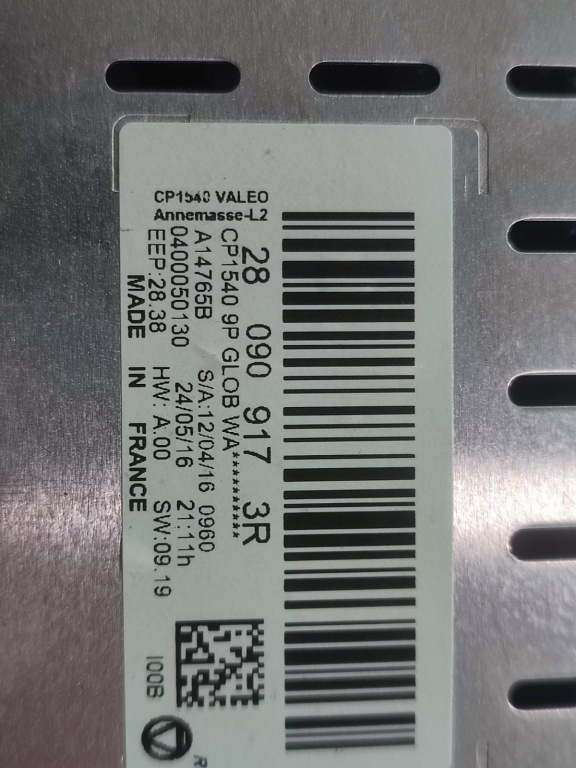 CP1540 VALEO
Annemasse-L2
28 090 917 3R
CP1540 9P GLOB WA**********
A14765B S/A:12/04/16 0960
0400050130 24/05/16 21:11h
EEP:28.38 HW: A.00 SW:09.19
MADE IN FRANCE
I00B
R